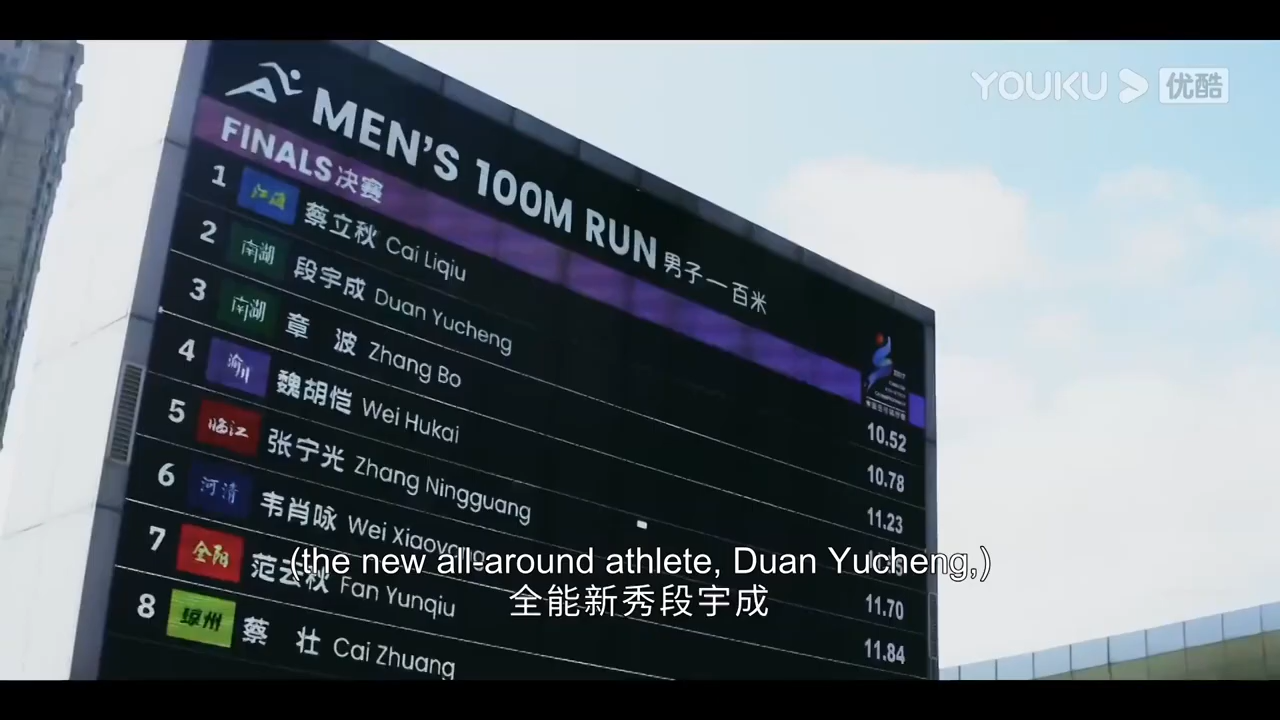 YOUKU 优酷
MEN'S 100M RUN 男子一百米
FINALS 决赛
1 江流 蔡立秋 Cai Liqiu 10.52
2 南湖 段宇成 Duan Yucheng 10.78
3 南湖 章 波 Zhang Bo 11.23
4 渝川 魏胡恺 Wei Hukai
5 临江 张宁光 Zhang Ningguang 11.70
6 河清 韦肖咏 Wei Xiaoyong 11.84
7 全阳 范云秋 Fan Yunqiu
8 琼州 蔡 壮 Cai Zhuang
(the new all-around athlete, Duan Yucheng,)
全能新秀段宇成